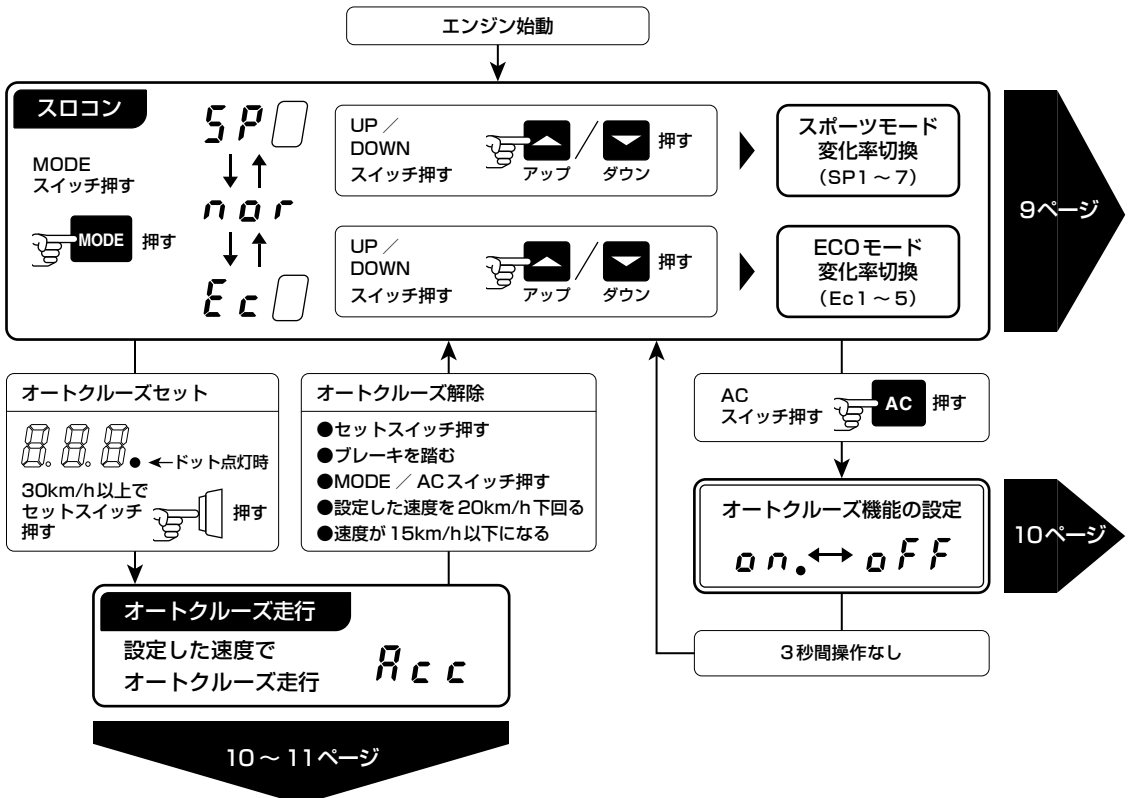 エンジン始動
スロコン
MODE
スイッチ押す
MODE 押す
SP
nor
Ec
UP／
DOWN
スイッチ押す
アップ
/
ダウン
押す
スポーツモード
変化率切換
（SP1～7）
UP／
DOWN
スイッチ押す
アップ
/
ダウン
押す
ECOモード
変化率切換
（Ec1～5）
9ページ
オートクルーズセット
8.8.8.
←ドット点灯時
30km/h以上で
セットスイッチ
押す
押す
オートクルーズ解除
●セットスイッチ押す
●ブレーキを踏む
●MODE／ACスイッチ押す
●設定した速度を20km/h下回る
●速度が15km/h以下になる
AC
スイッチ押す
AC 押す
オートクルーズ機能の設定
on.↔oFF
10ページ
3秒間操作なし
オートクルーズ走行
設定した速度で
オートクルーズ走行
Acc
10～11ページ